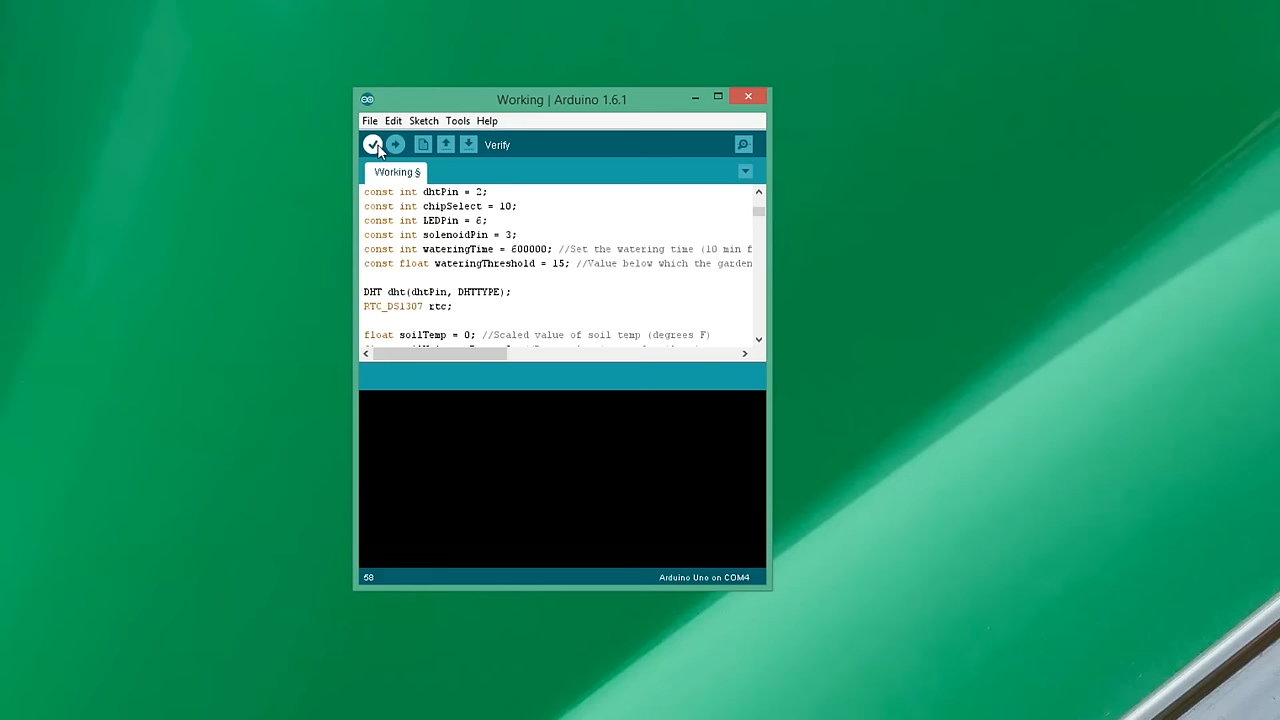 Working | Arduino 1.6.1
File Edit Sketch Tools Help
Verify
Working §
const int dhtPin = 2;
const int chipSelect = 10;
const int LEDPin = 6;
const int solenoidPin = 3;
const int wateringTime = 600000; //Set the watering time (10 min f
const float wateringThreshold = 15; //Value below which the garden
DHT dht(dhtPin, DHTTYPE);
RTC_DS1307 rtc;
float soilTemp = 0; //Scaled value of soil temp (degrees F)
58
Arduino Uno on COM4